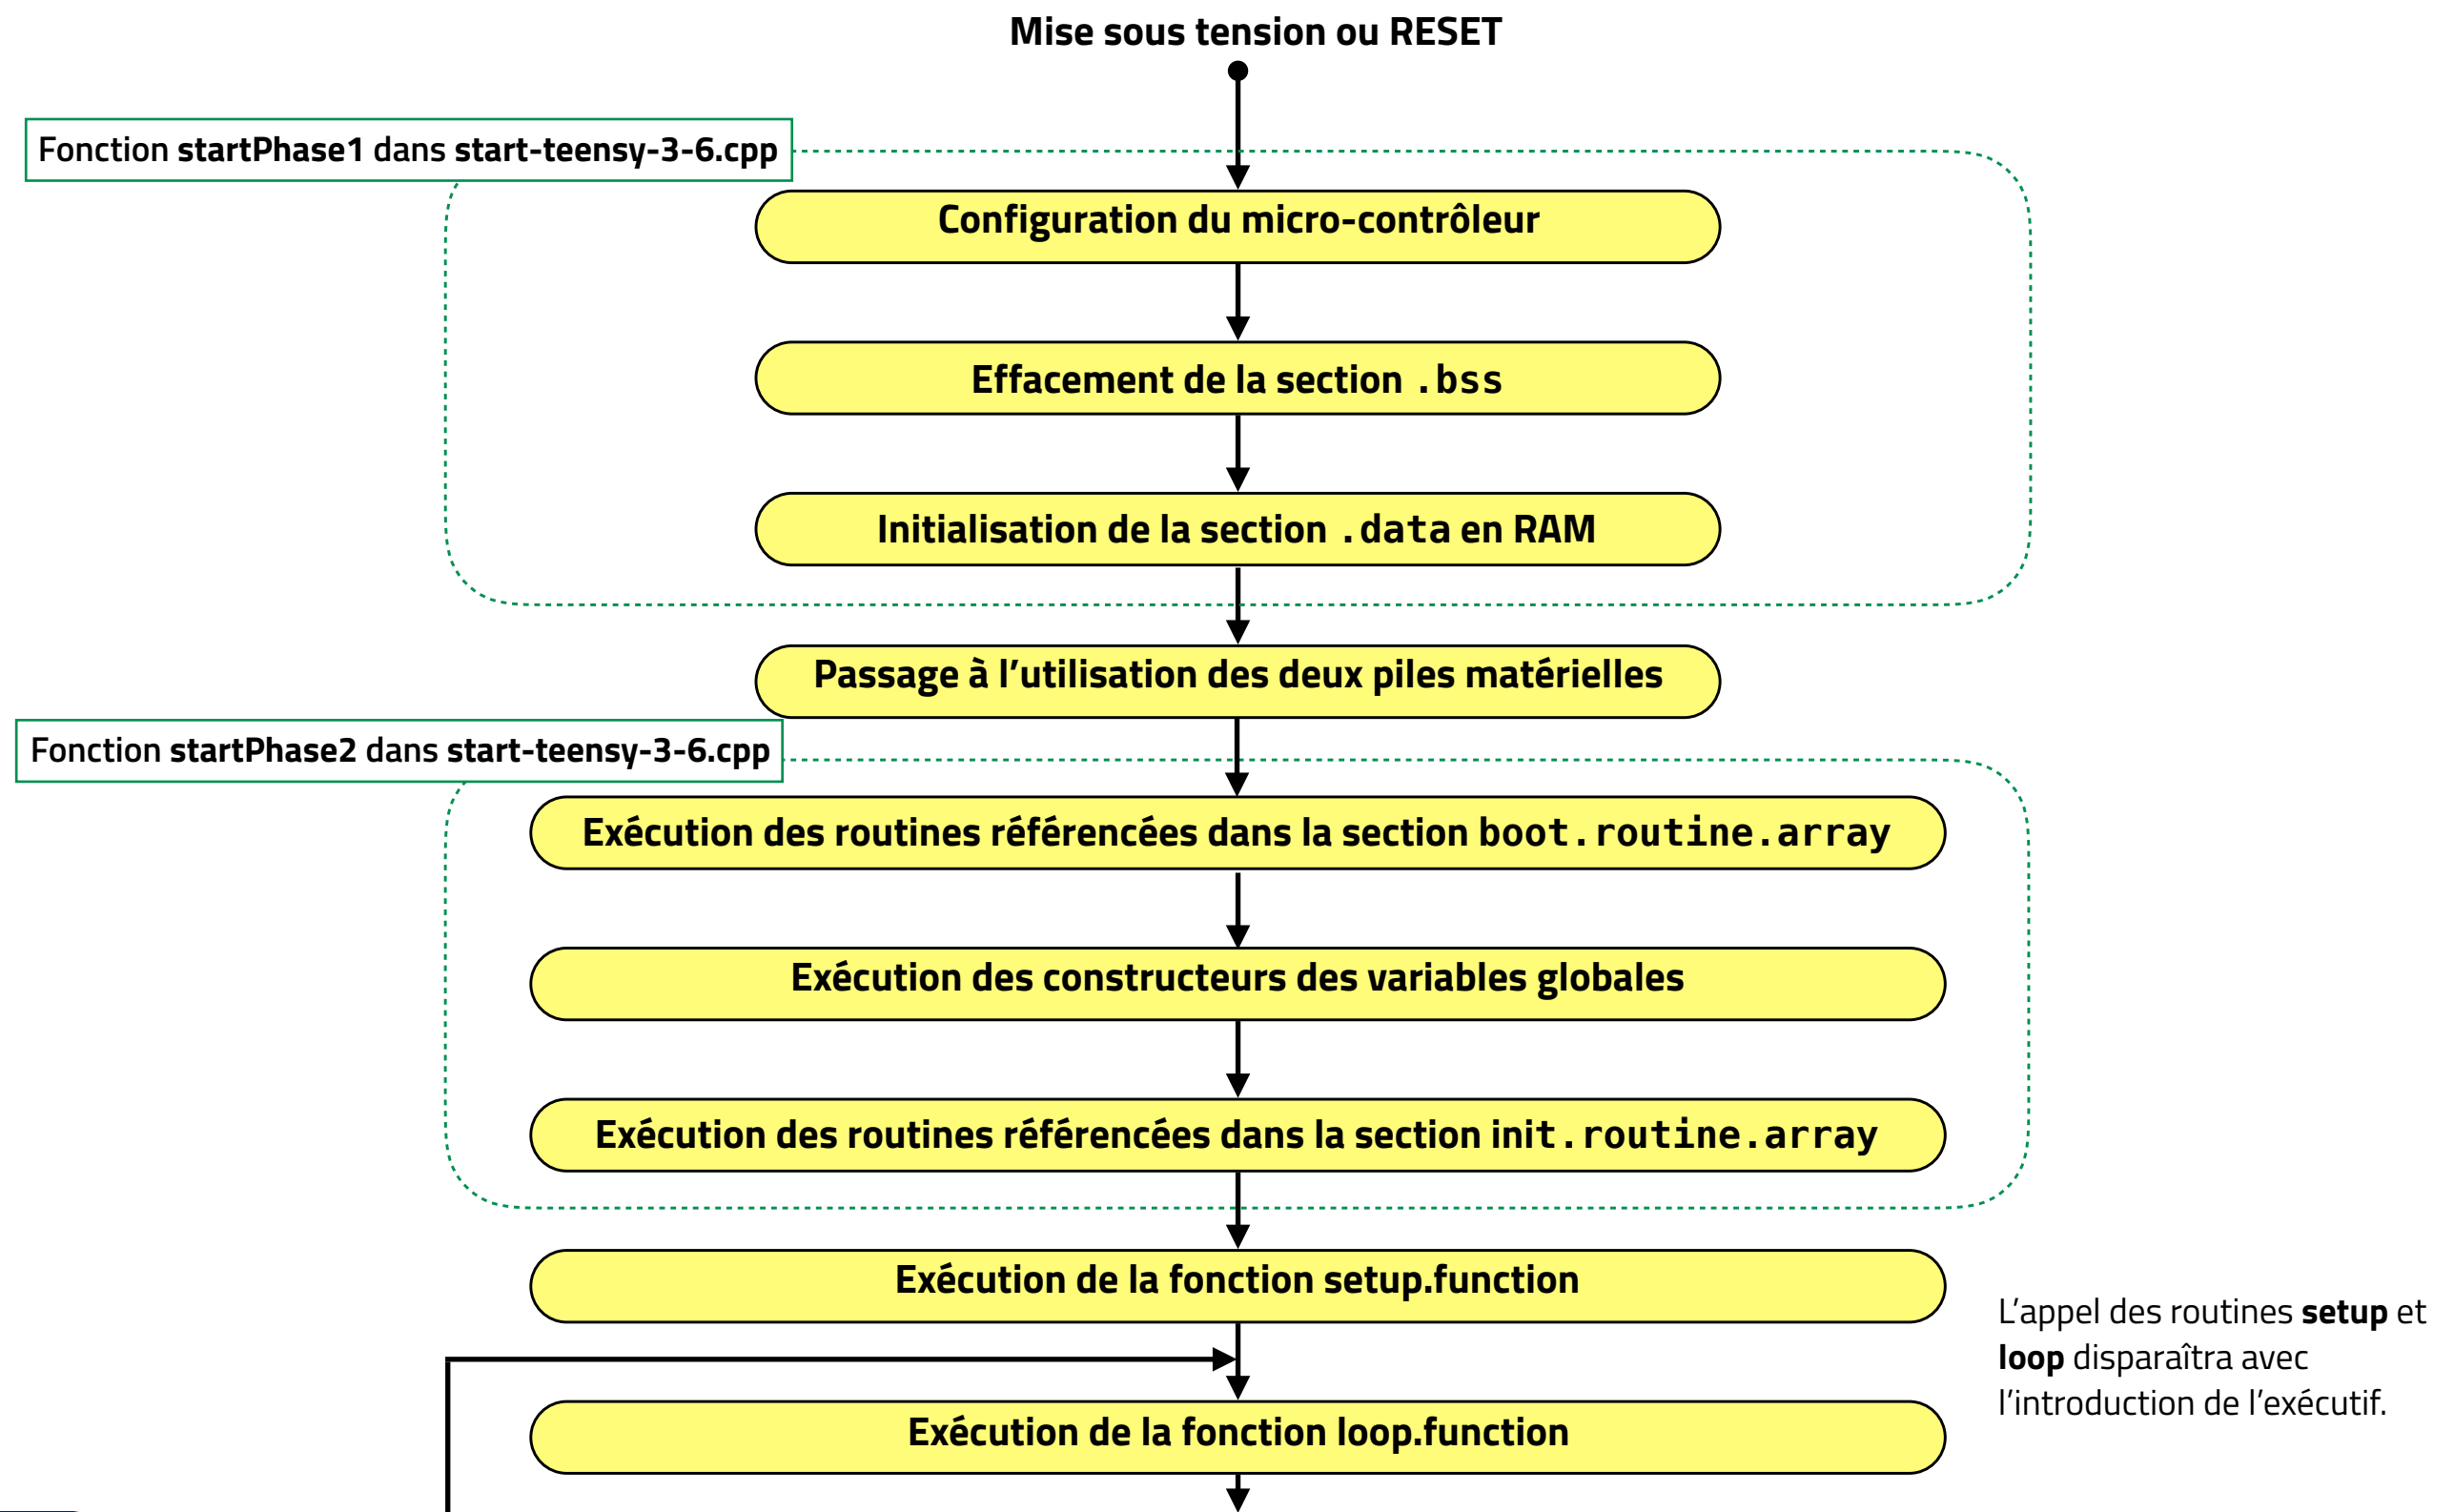 Mise sous tension ou RESET
Fonction startPhase1 dans start-teensy-3-6.cpp
Configuration du micro-contrôleur
Effacement de la section .bss
Initialisation de la section .data en RAM
Passage à l’utilisation des deux piles matérielles
Fonction startPhase2 dans start-teensy-3-6.cpp
Exécution des routines référencées dans la section boot.routine.array
Exécution des constructeurs des variables globales
Exécution des routines référencées dans la section init.routine.array
Exécution de la fonction setup.function
L’appel des routines setup et
loop disparaîtra avec
l’introduction de l’exécutif.
Exécution de la fonction loop.function